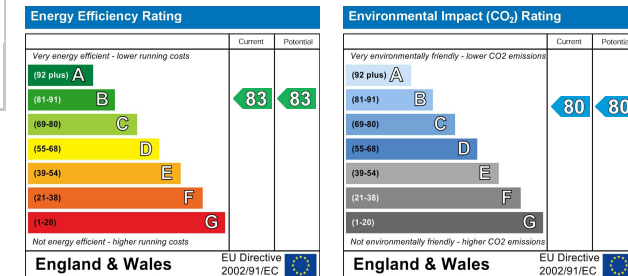 Energy Efficiency Rating
Current Potential
Very energy efficient - lower running costs
(92 plus) A
(81-91) B
83 83
(69-80) C
(55-68) D
(39-54) E
(21-38) F
(1-20) G
Not energy efficient - higher running costs
England & Wales
EU Directive
2002/91/EC
Environmental Impact (CO₂) Rating
Current Potential
Very environmentally friendly - lower CO2 emissions
(92 plus) A
(81-91) B
80 80
(69-80) C
(55-68) D
(39-54) E
(21-38) F
(1-20) G
Not environmentally friendly - higher CO2 emissions
England & Wales
EU Directive
2002/91/EC